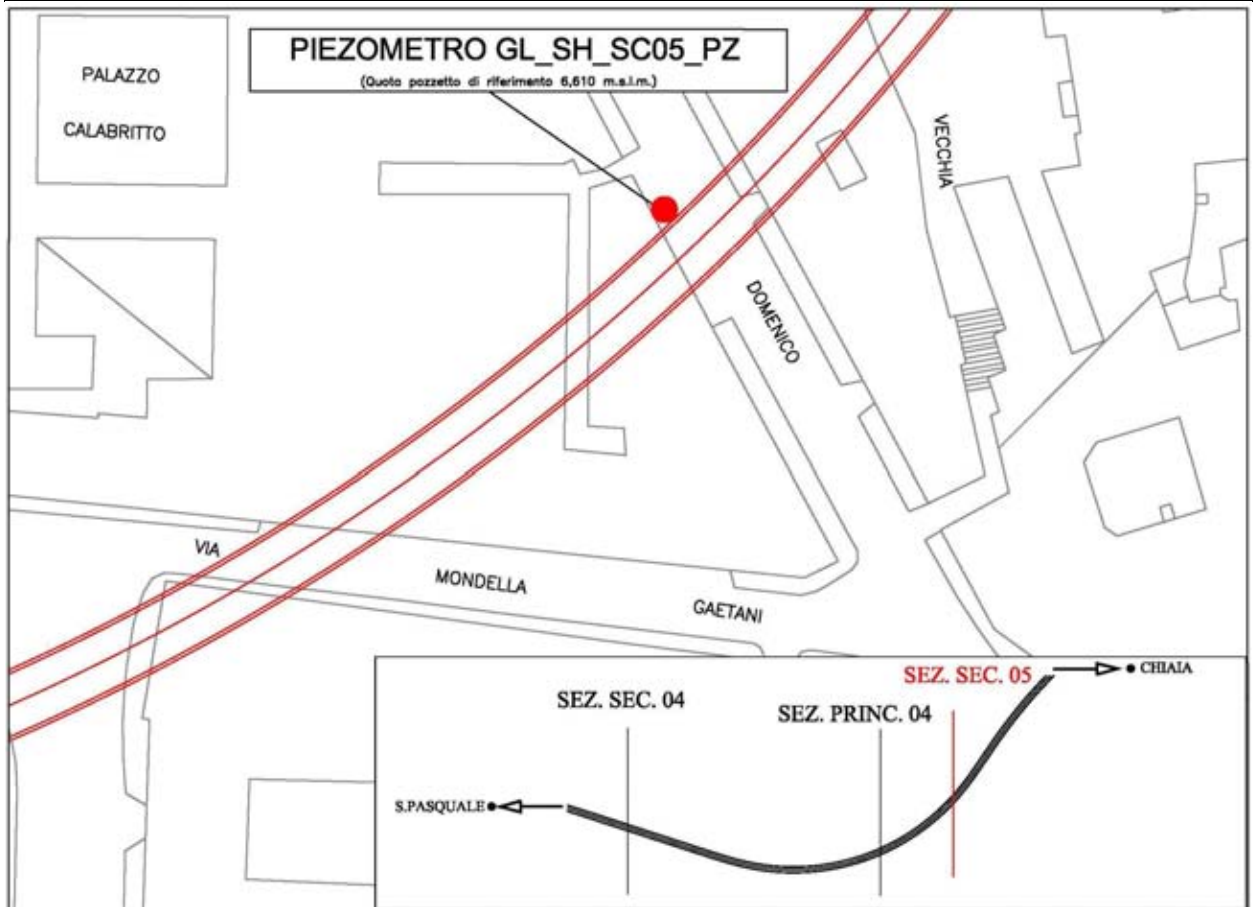 PIEZOMETRO GL_SH_SC05_PZ
(Quota pozzetto di riferimento 6,610 m.s.l.m.)
PALAZZO
CALABRITTO
VECCHIA
DOMENICO
VIA
MONDELLA
GAETANI
SEZ. SEC. 05
CHIAIA
SEZ. SEC. 04
SEZ. PRINC. 04
S.PASQUALE